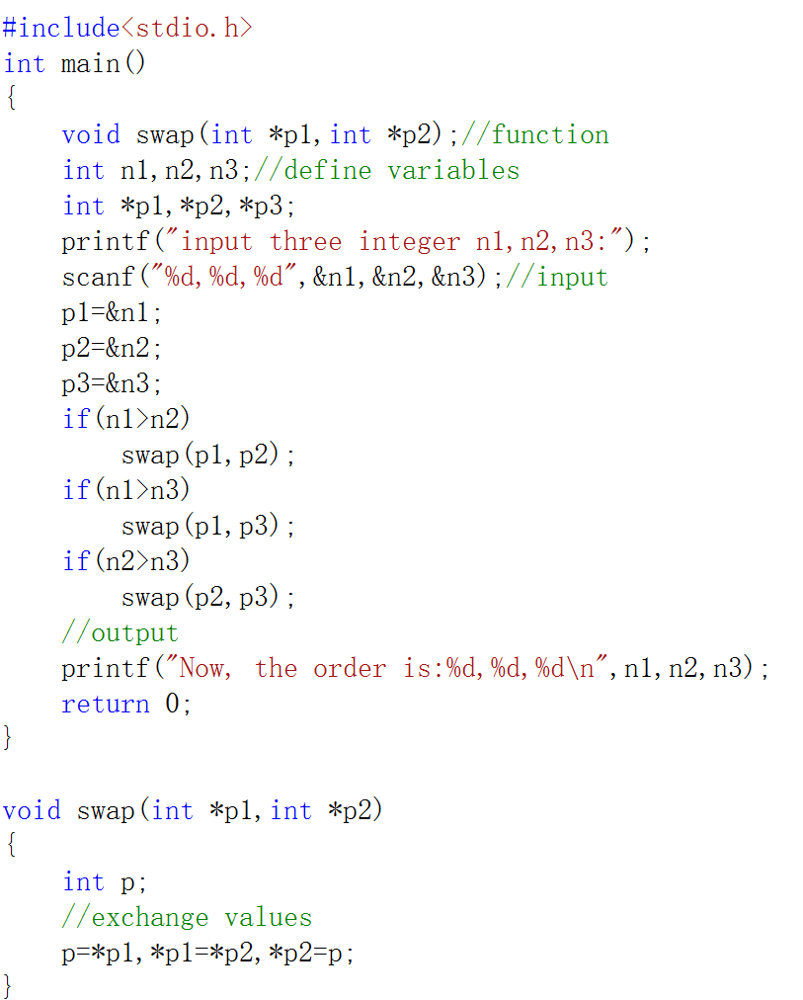 #include<stdio.h>
int main()
{
    void swap(int *p1,int *p2);//function
    int n1,n2,n3;//define variables
    int *p1,*p2,*p3;
    printf("input three integer n1,n2,n3:");
    scanf("%d,%d,%d",&n1,&n2,&n3);//input
    p1=&n1;
    p2=&n2;
    p3=&n3;
    if(n1>n2)
        swap(p1,p2);
    if(n1>n3)
        swap(p1,p3);
    if(n2>n3)
        swap(p2,p3);
    //output
    printf("Now, the order is:%d,%d,%d\n",n1,n2,n3);
    return 0;
}

void swap(int *p1,int *p2)
{
    int p;
    //exchange values
    p=*p1,*p1=*p2,*p2=p;
}